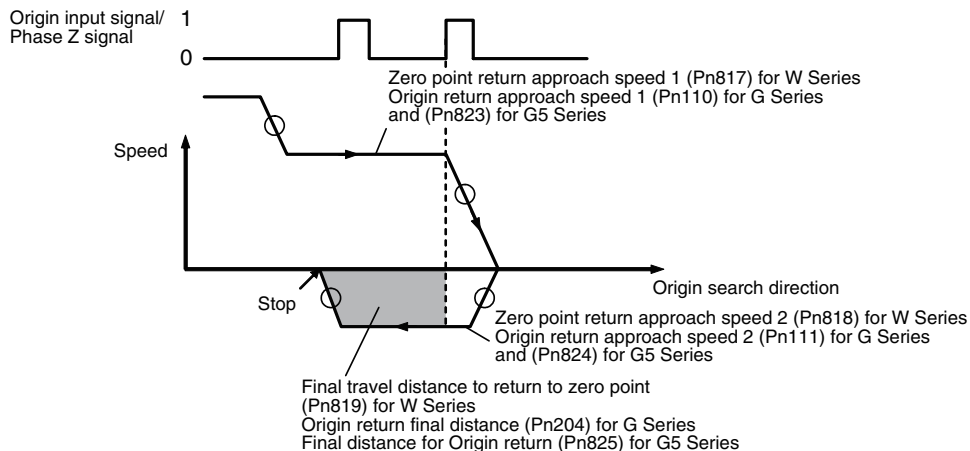 Origin input signal/
Phase Z signal
1
0
Zero point return approach speed 1 (Pn817) for W Series
Origin return approach speed 1 (Pn110) for G Series
and (Pn823) for G5 Series
Speed
Origin search direction
Stop
Zero point return approach speed 2 (Pn818) for W Series
Origin return approach speed 2 (Pn111) for G Series
and (Pn824) for G5 Series
Final travel distance to return to zero point
(Pn819) for W Series
Origin return final distance (Pn204) for G Series
Final distance for Origin return (Pn825) for G5 Series